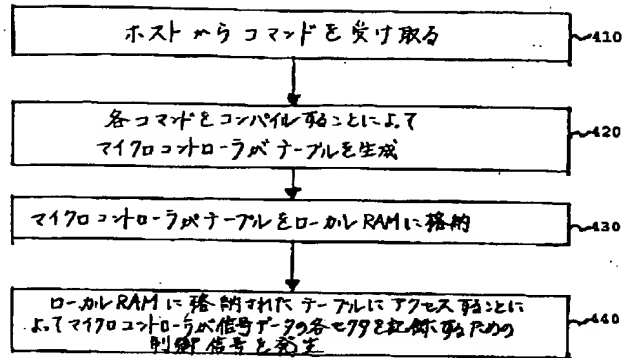 ホストからコマンドを受け取る
410
各コマンドをコンパイルすることによって
マイクロコントローラがテーブルを生成
420
マイクロコントローラがテーブルをローカルRAMに格納
430
ローカルRAMに格納されたテーブルにアクセスすることに
よってマイクロコントローラが信号データの各セクタを記録するための
制御信号を発生
440